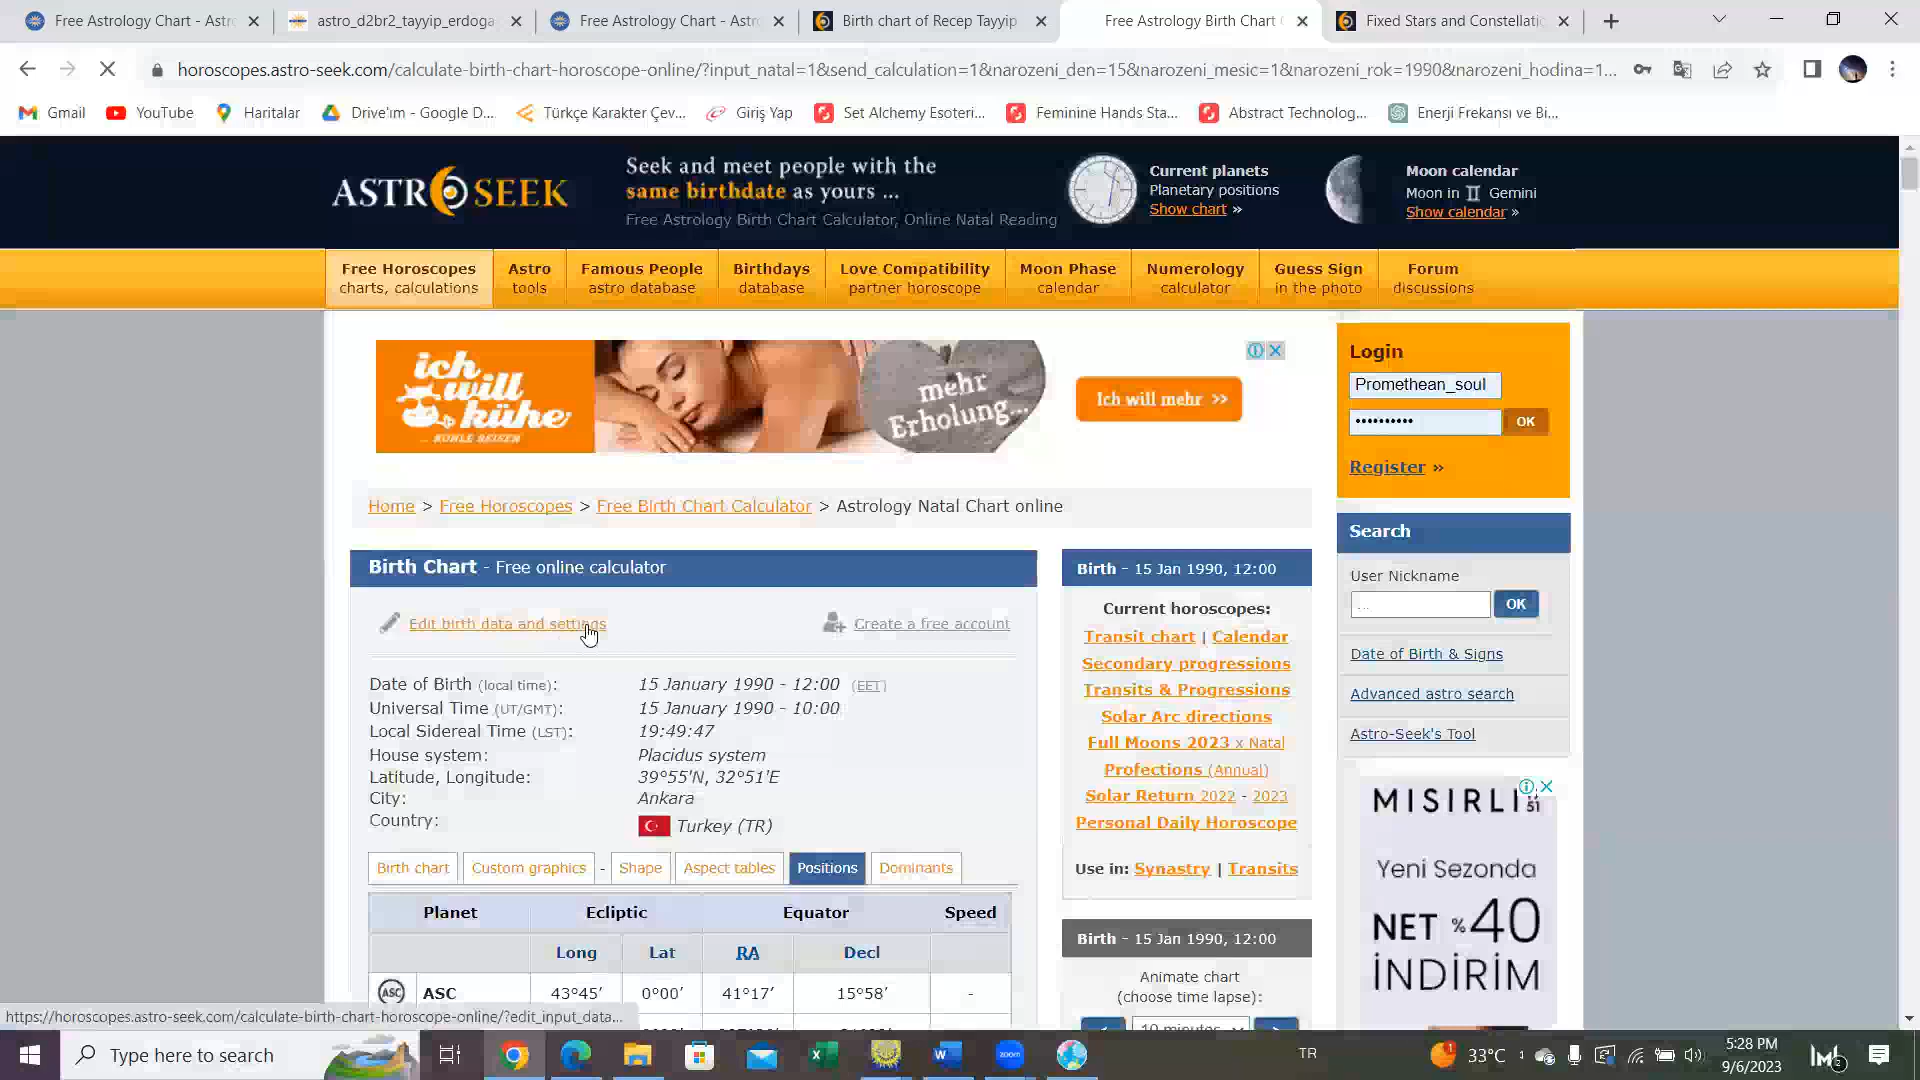 Free Astrology Chart - Astr
astro_d2br2_tayyip_erdoga
Free Astrology Chart - Astr
Birth chart of Recep Tayyip
Free Astrology Birth Chart
Fixed Stars and Constellatio
horoscopes.astro-seek.com/calculate-birth-chart-horoscope-online/?input_natal=1&send_calculation=1&narozeni_den=15&narozeni_mesic=1&narozeni_rok=1990&narozeni_hodina=1...
Gmail
YouTube
Haritalar
Drive'ım - Google D...
Türkçe Karakter Çev...
Giriş Yap
Set Alchemy Esoteri...
Feminine Hands Sta...
Abstract Technolog...
Enerji Frekansı ve Bi...
ASTROSEEK
Seek and meet people with the
same birthdate as yours ...
Free Astrology Birth Chart Calculator, Online Natal Reading
Current planets
Planetary positions
Show chart »
Moon calendar
Moon in ♊ Gemini
Show calendar »
Free Horoscopes
charts, calculations
Astro
tools
Famous People
astro database
Birthdays
database
Love Compatibility
partner horoscope
Moon Phase
calendar
Numerology
calculator
Guess Sign
in the photo
Forum
discussions
ich
will
kühe
... KÜHLE REISEN
mehr
Erholung...
Ich will mehr >>
Login
Promethean_soul
••••••••••
OK
Register »
Home > Free Horoscopes > Free Birth Chart Calculator > Astrology Natal Chart online
Search
User Nickname
...
OK
Date of Birth & Signs
Advanced astro search
Astro-Seek's Tool
Birth Chart - Free online calculator
Edit birth data and settings
Create a free account
Date of Birth (local time): 15 January 1990 - 12:00 (EET)
Universal Time (UT/GMT): 15 January 1990 - 10:00
Local Sidereal Time (LST): 19:49:47
House system: Placidus system
Latitude, Longitude: 39°55'N, 32°51'E
City: Ankara
Country: Turkey (TR)
Birth chart
Custom graphics
-
Shape
Aspect tables
Positions
Dominants
Planet Ecliptic Equator Speed
Long Lat RA Decl
ASC ASC 43°45′ 0°00′ 41°17′ 15°58′ -
Birth - 15 Jan 1990, 12:00
Current horoscopes:
Transit chart | Calendar
Secondary progressions
Transits & Progressions
Solar Arc directions
Full Moons 2023 x Natal
Profections (Annual)
Solar Return 2022 - 2023
Personal Daily Horoscope
Use in: Synastry | Transits
Birth - 15 Jan 1990, 12:00
Animate chart
(choose time lapse):
10 minutes
MISIRLI
51
Yeni Sezonda
NET %40
İNDİRİM
https://horoscopes.astro-seek.com/calculate-birth-chart-horoscope-online/?edit_input_data...
Type here to search
zoom
TR
1
33°C
5:28 PM
9/6/2023
2